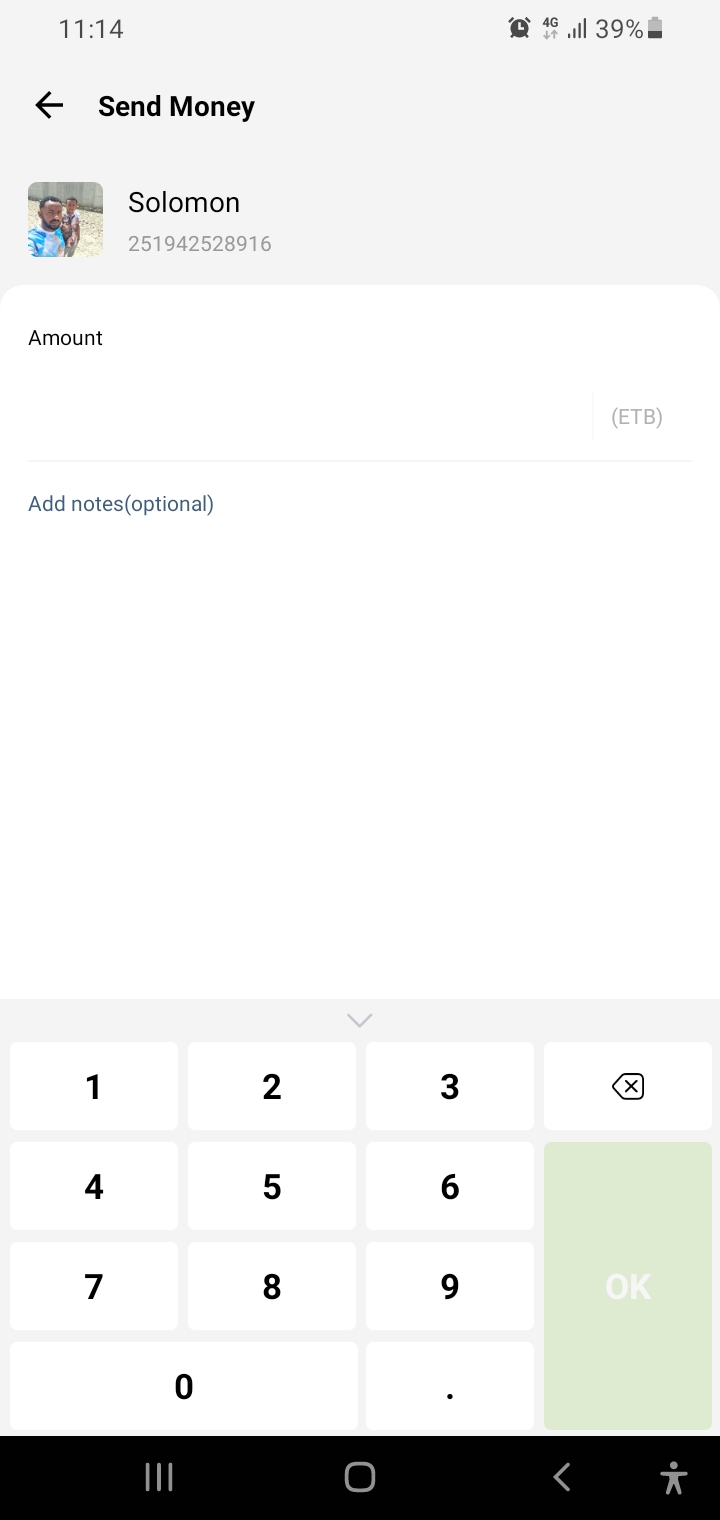 11:14 4G 39%
Send Money
Solomon
251942528916
Amount
(ETB)
Add notes(optional)
1 2 3
4 5 6
7 8 9 OK
0 .